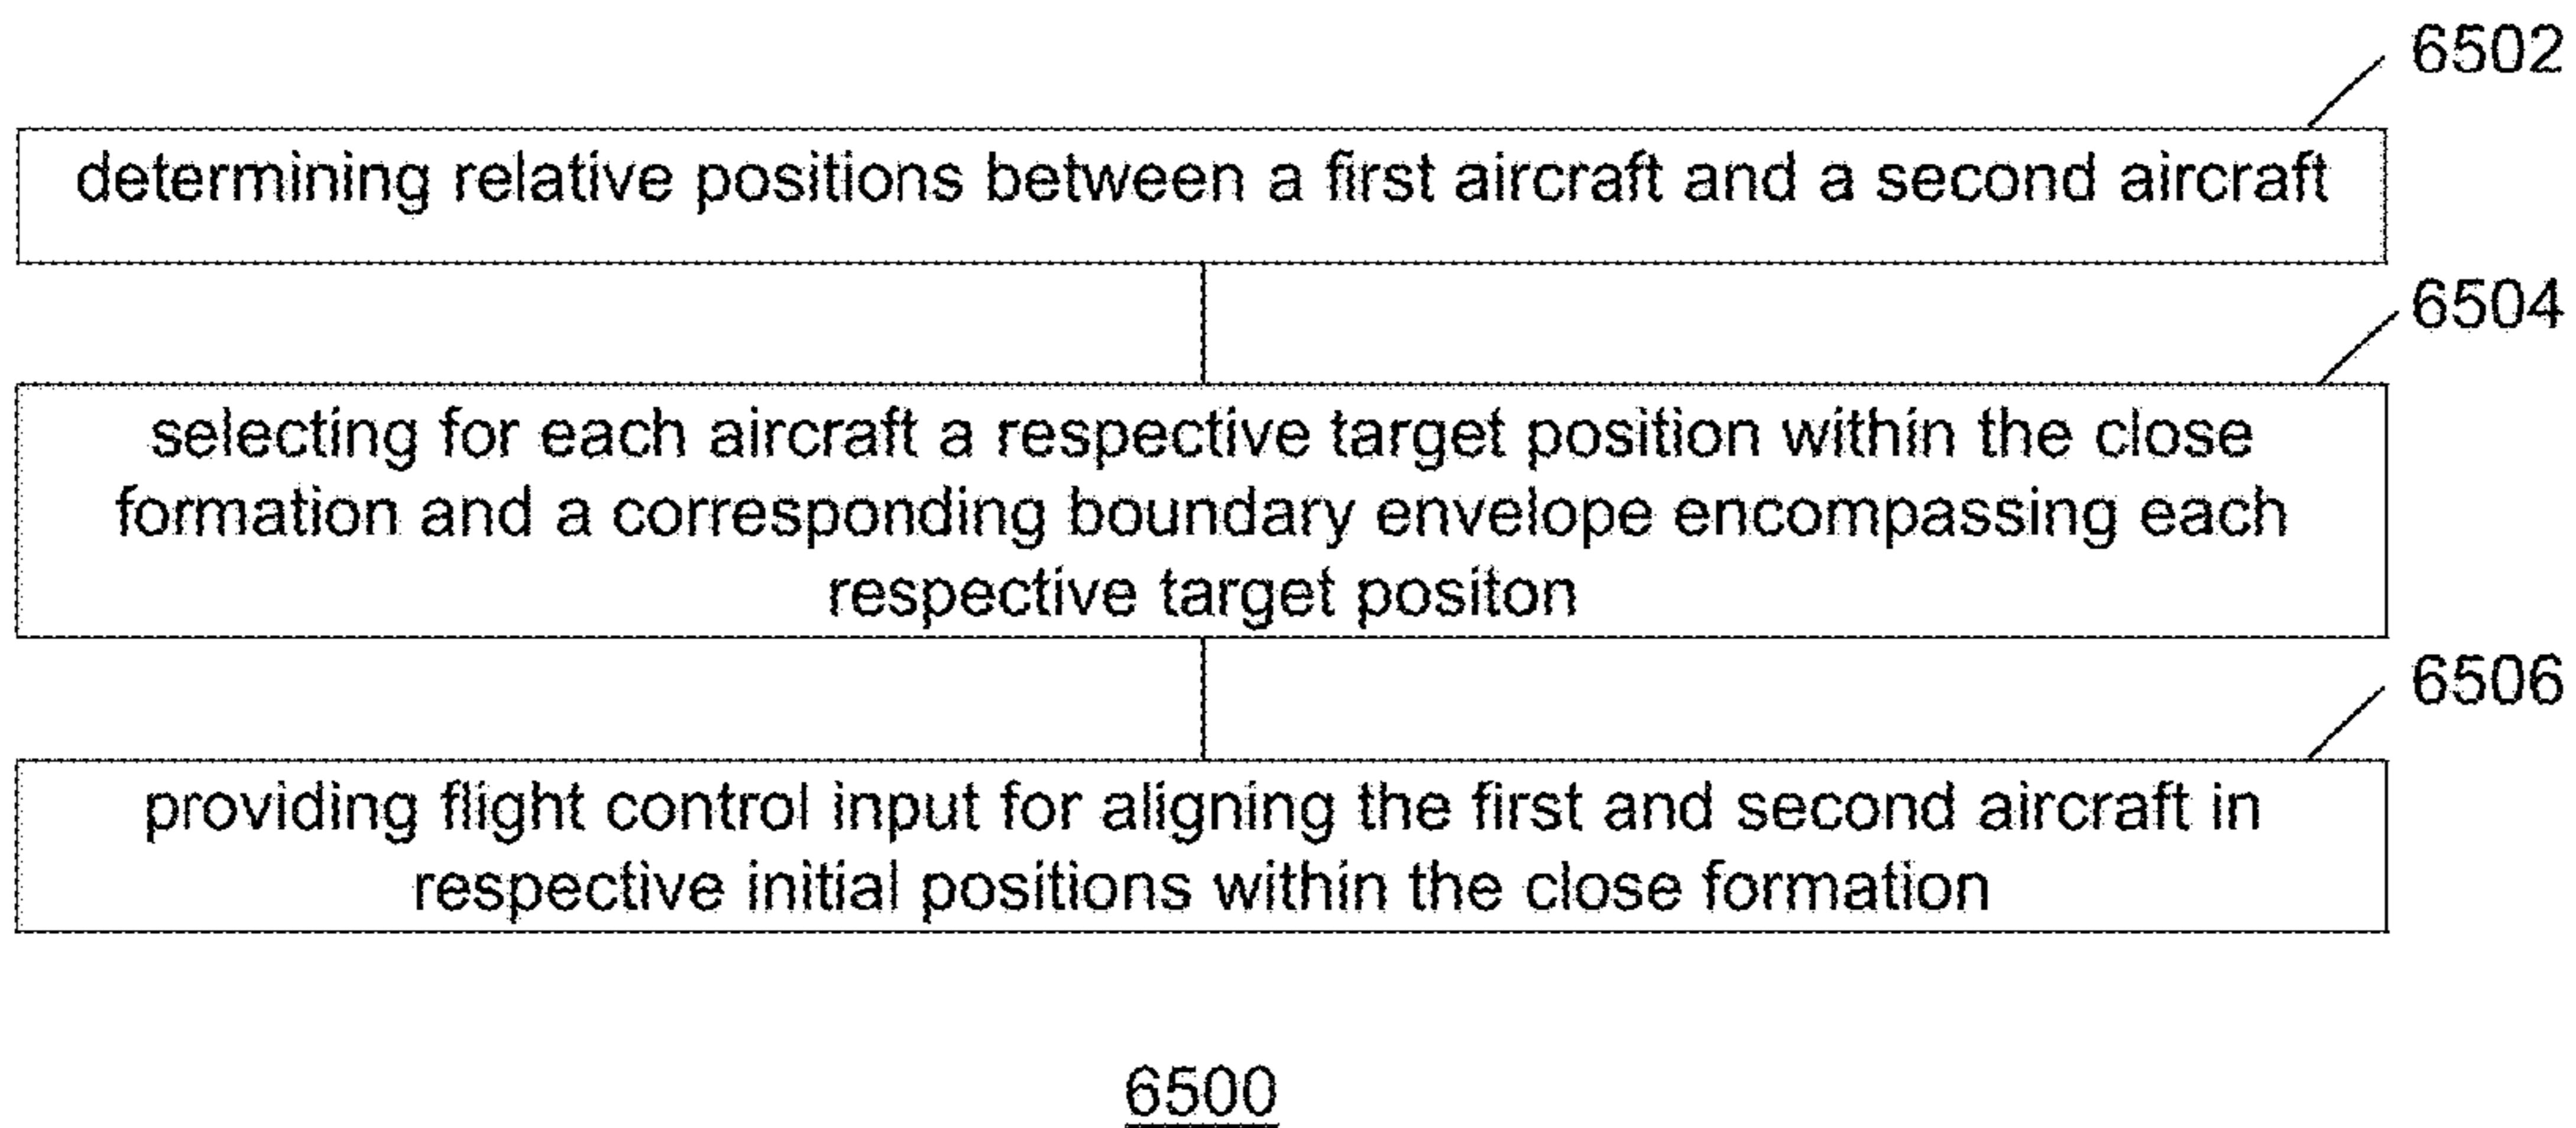 6502
determining relative positions between a first aircraft and a second aircraft
6504
selecting for each aircraft a respective target position within the close
formation and a corresponding boundary envelope encompassing each
respective target positon
6506
providing flight control input for aligning the first and second aircraft in
respective initial positions within the close formation
6500